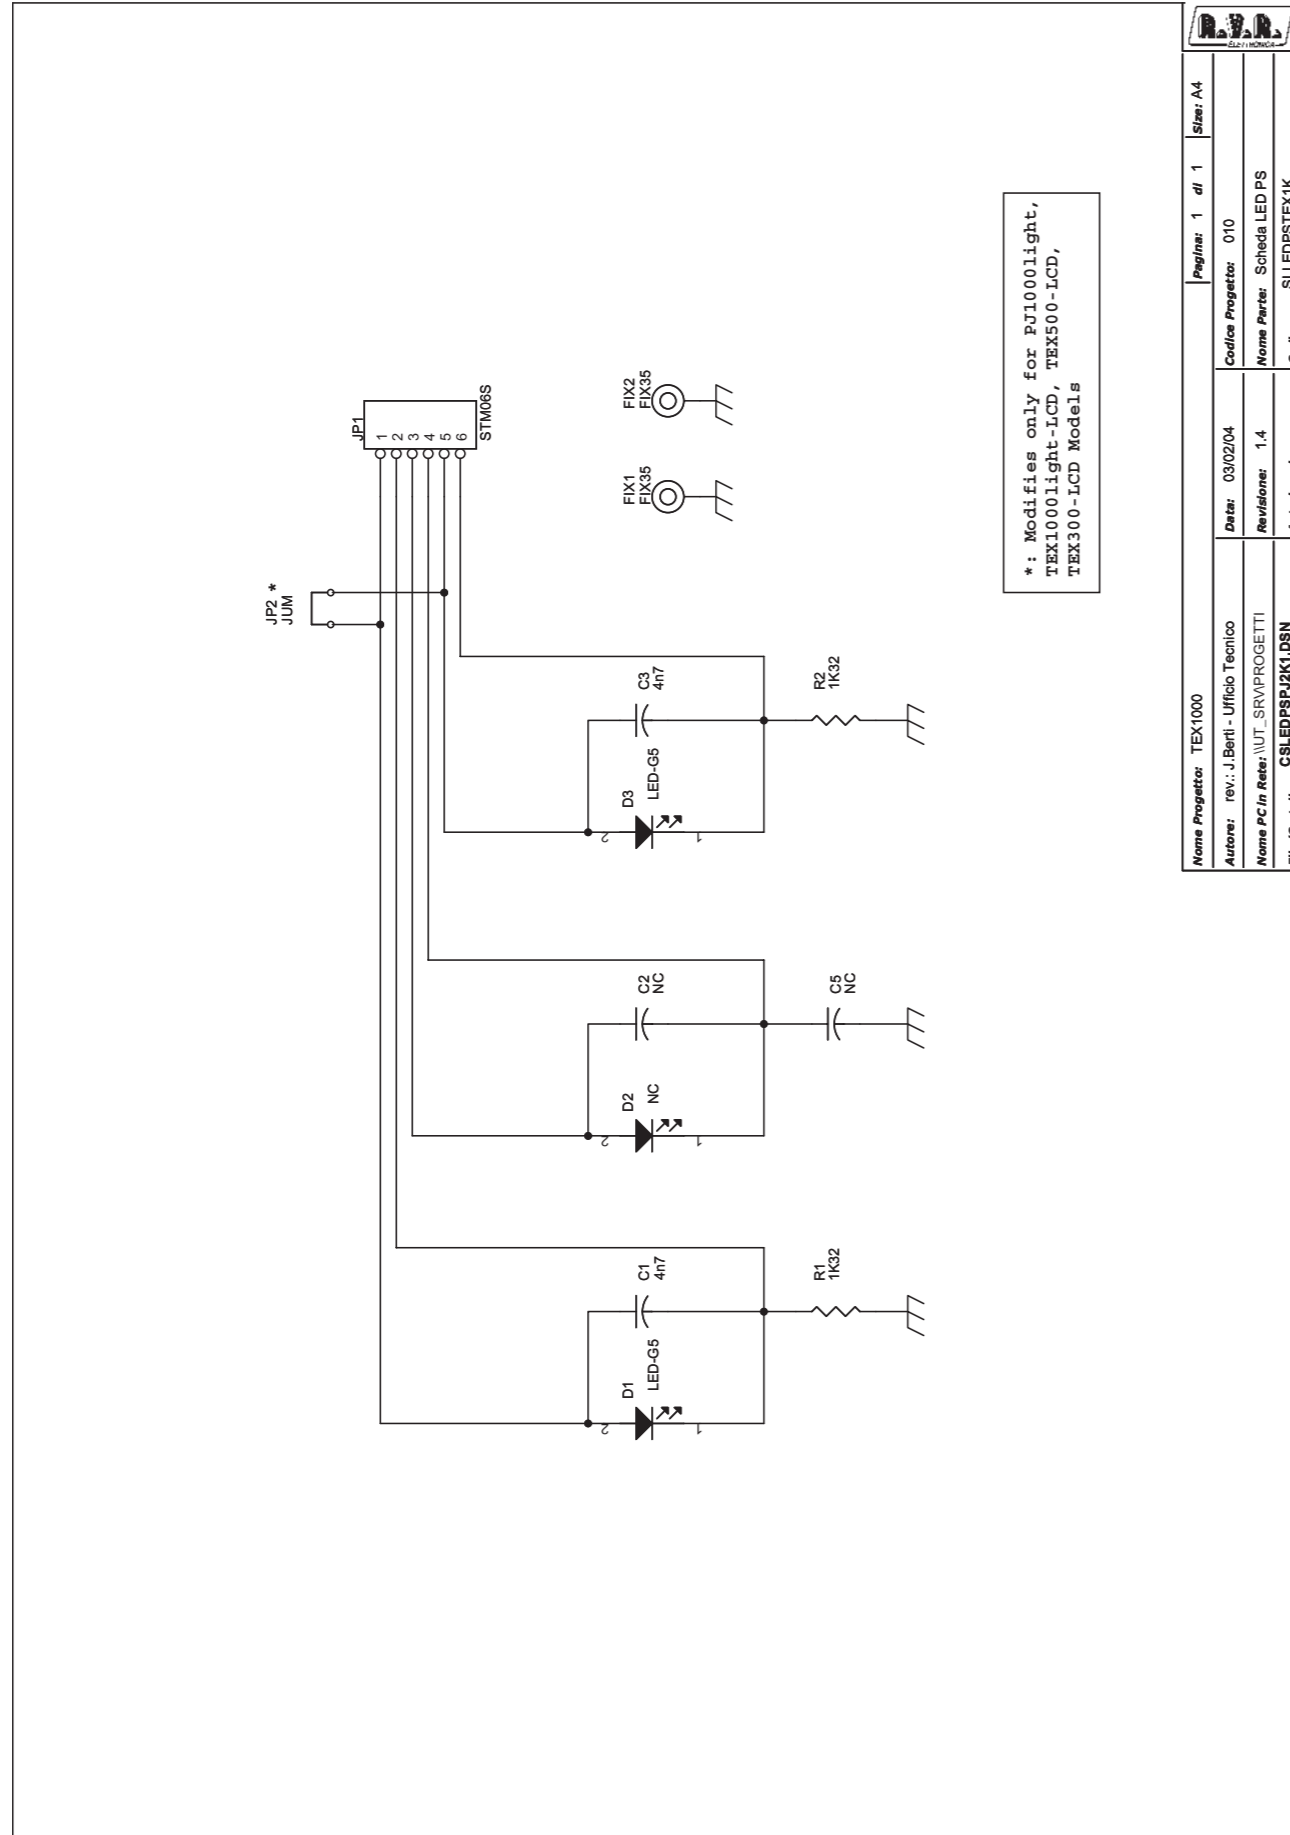 JP2 *
JUM
JP1
1
2
3
4
5
6
STM06S
FIX1
FIX35
FIX2
FIX35
D1
LED-G5
2
1
C1
4n7
R1
1K32
D2
NC
2
1
C2
NC
C5
NC
D3
LED-G5
2
1
C3
4n7
R2
1K32
*: Modifies only for PJ1000light,
TEX1000light-LCD, TEX500-LCD,
TEX300-LCD Models
R.V.R.
ELETTRONICA
Nome Progetto: TEX1000 Pagina: 1 di 1 Size: A4
Autore: rev.: J.Berti - Ufficio Tecnico Data: 03/02/04 Codice Progetto: 010
Nome PC in Rete: \\UT_SRV\PROGETTI Revisione: 1.4 Nome Parte: Scheda LED PS
CSLEDPSPJ2K1.DSN SLLEDPSTEX1K